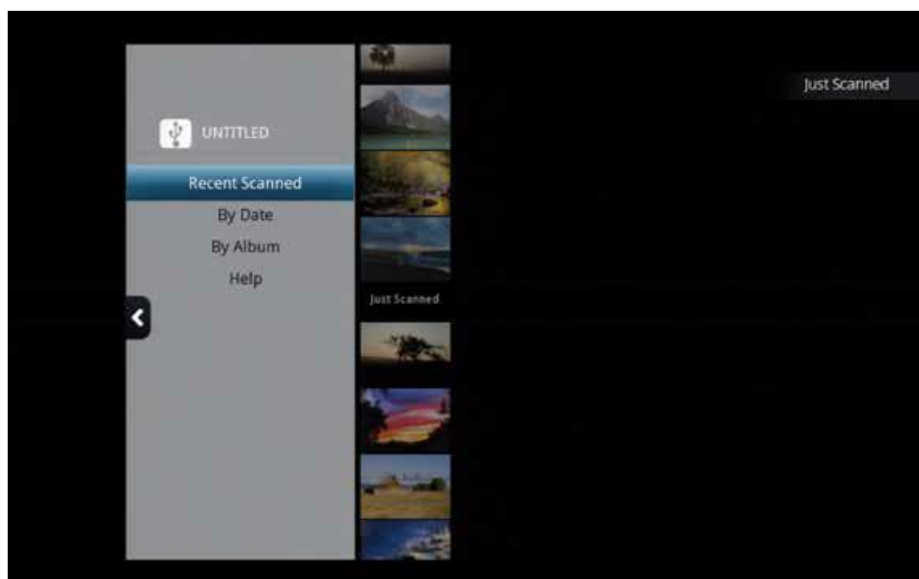 UNTITLED
Recent Scanned
By Date
By Album
Help
Just Scanned
Just Scanned